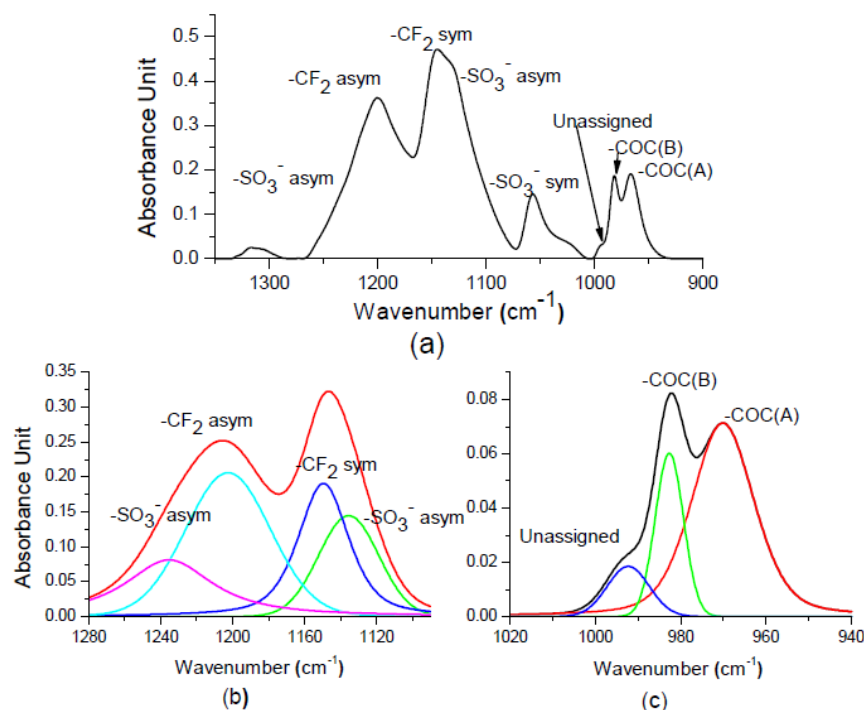 -CF2 sym
-CF2 asym
-SO3- asym
Unassigned
-COC(B)
-COC(A)
-SO3- asym
-SO3- sym
Absorbance Unit
0.5
0.4
0.3
0.2
0.1
0.0
1300 1200 1100 1000 900
Wavenumber (cm-1)
(a)
0.35
0.30
0.25
0.20
0.15
0.10
0.05
0.00
Absorbance Unit
-CF2 asym
-CF2 sym
-SO3- asym
-SO3- asym
1280 1240 1200 1160 1120
Wavenumber (cm-1)
(b)
0.08
0.06
0.04
0.02
0.00
-COC(B)
-COC(A)
Unassigned
1020 1000 980 960 940
Wavenumber (cm-1)
(c)